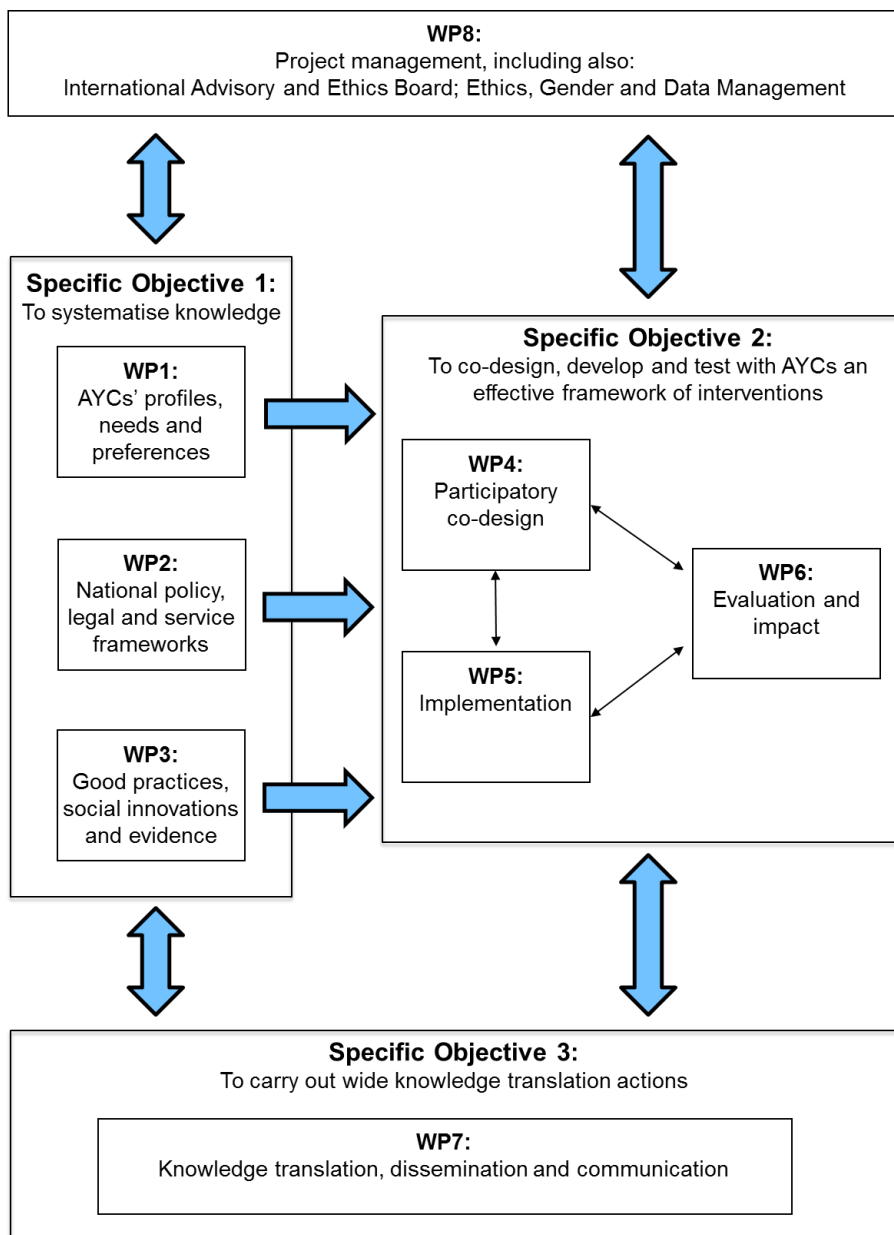 WP8:
Project management, including also:
International Advisory and Ethics Board; Ethics, Gender and Data Management
Specific Objective 1:
To systematise knowledge
WP1:
AYCs’ profiles,
needs and
preferences
WP2:
National policy,
legal and service
frameworks
WP3:
Good practices,
social innovations
and evidence
Specific Objective 2:
To co-design, develop and test with AYCs an
effective framework of interventions
WP4:
Participatory
co-design
WP5:
Implementation
WP6:
Evaluation and
impact
Specific Objective 3:
To carry out wide knowledge translation actions
WP7:
Knowledge translation, dissemination and communication